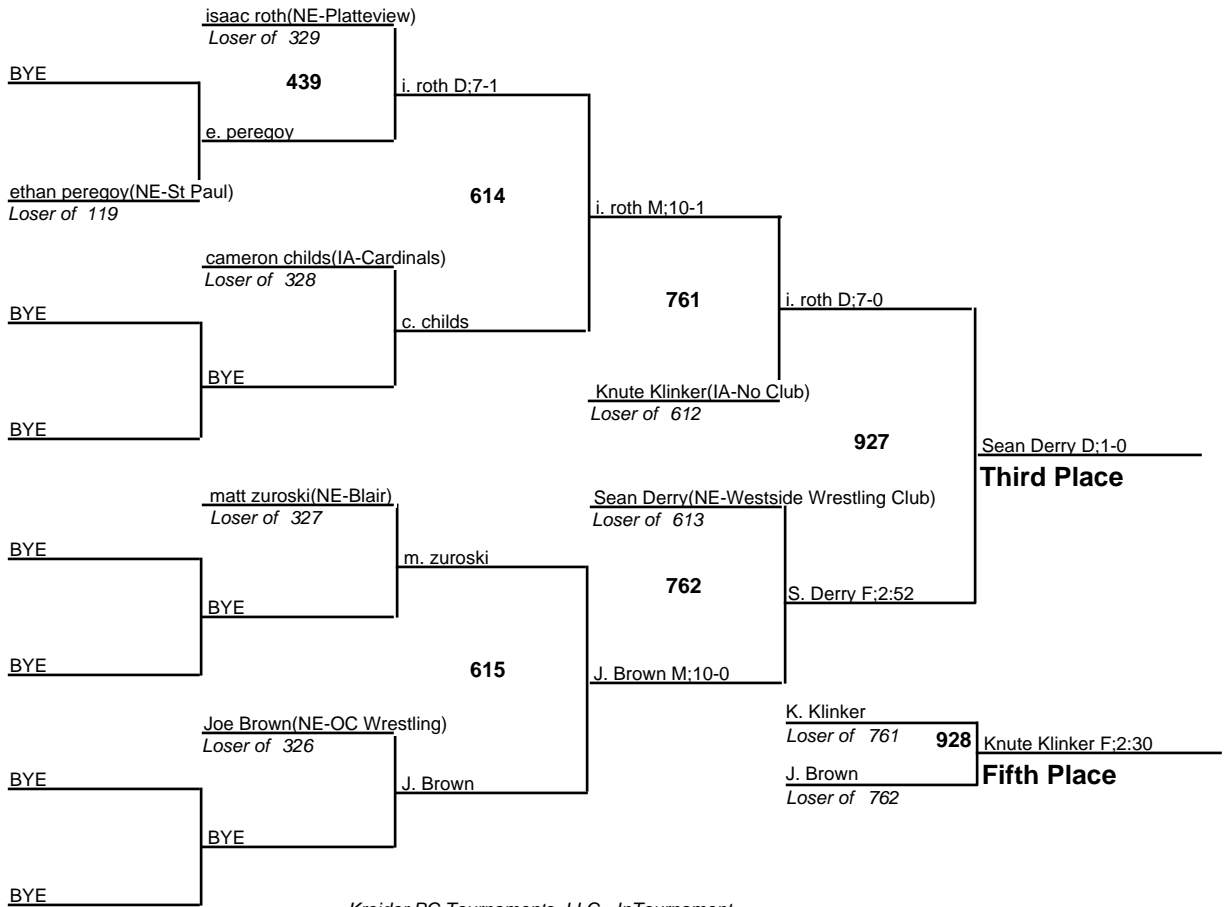 isaac roth(NE-Platteview)
Loser of 329
BYE
439
i. roth D;7-1
e. peregoy
ethan peregoy(NE-St Paul)
Loser of 119
614
i. roth M;10-1
cameron childs(IA-Cardinals)
Loser of 328
BYE
c. childs
761
i. roth D;7-0
BYE
Knute Klinker(IA-No Club)
Loser of 612
BYE
927
Sean Derry D;1-0
Third Place
matt zuroski(NE-Blair)
Loser of 327
Sean Derry(NE-Westside Wrestling Club)
Loser of 613
BYE
m. zuroski
762
BYE
S. Derry F;2:52
BYE
615
J. Brown M;10-0
Joe Brown(NE-OC Wrestling)
Loser of 326
K. Klinker
Loser of 761
928
Knute Klinker F;2:30
Fifth Place
BYE
J. Brown
J. Brown
Loser of 762
BYE
BYE